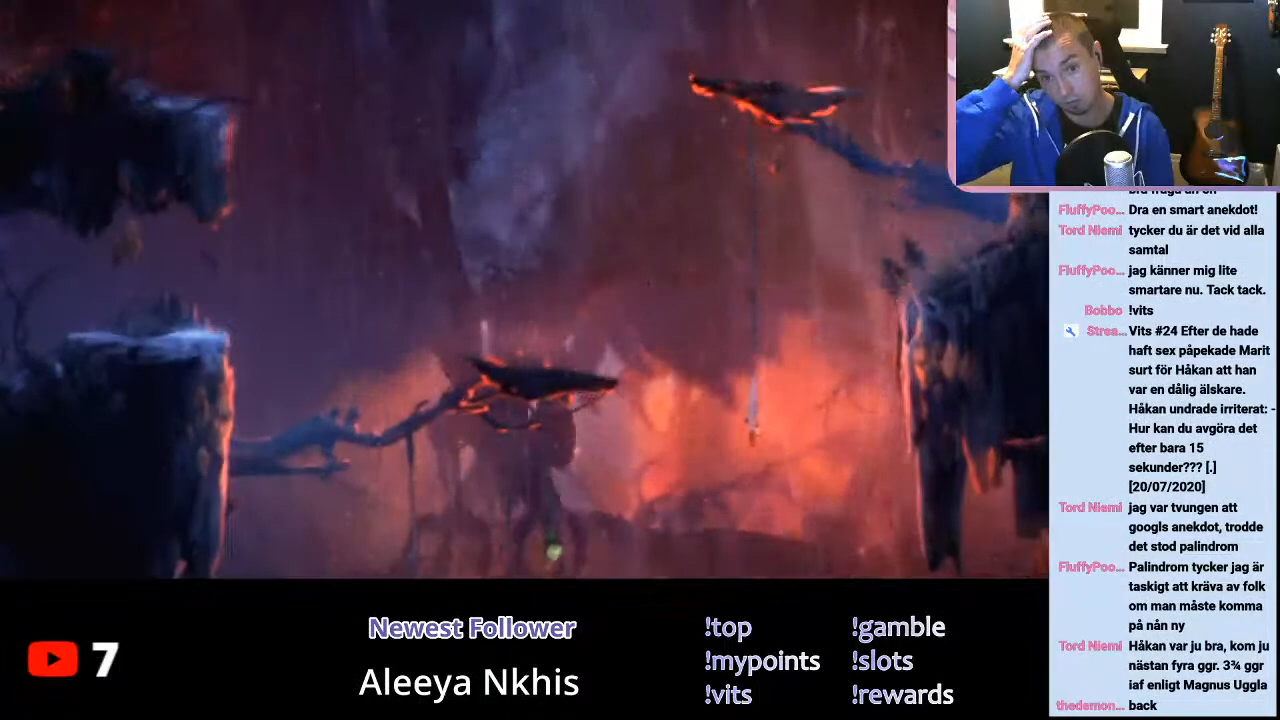 FluffyPoo... Dra en smart anekdot!
Tord Niemi tycker du är det vid alla
samtal
FluffyPoo... jag känner mig lite
smartare nu. Tack tack.
Bobbo !vits
Strea... Vits #24 Efter de hade
haft sex påpekade Marit
surt för Håkan att han
var en dålig älskare.
Håkan undrade irriterat: -
Hur kan du avgöra det
efter bara 15
sekunder??? [.]
[20/07/2020]
Tord Niemi jag var tvungen att
googls anekdot, trodde
det stod palindrom
FluffyPoo... Palindrom tycker jag är
taskigt att kräva av folk
om man måste komma
på nån ny
Tord Niemi Håkan var ju bra, kom ju
nästan fyra ggr. 3¾ ggr
iaf enligt Magnus Uggla
thedemon... back
7
Newest Follower
Aleeya Nkhis
!top !gamble
!mypoints !slots
!vits !rewards